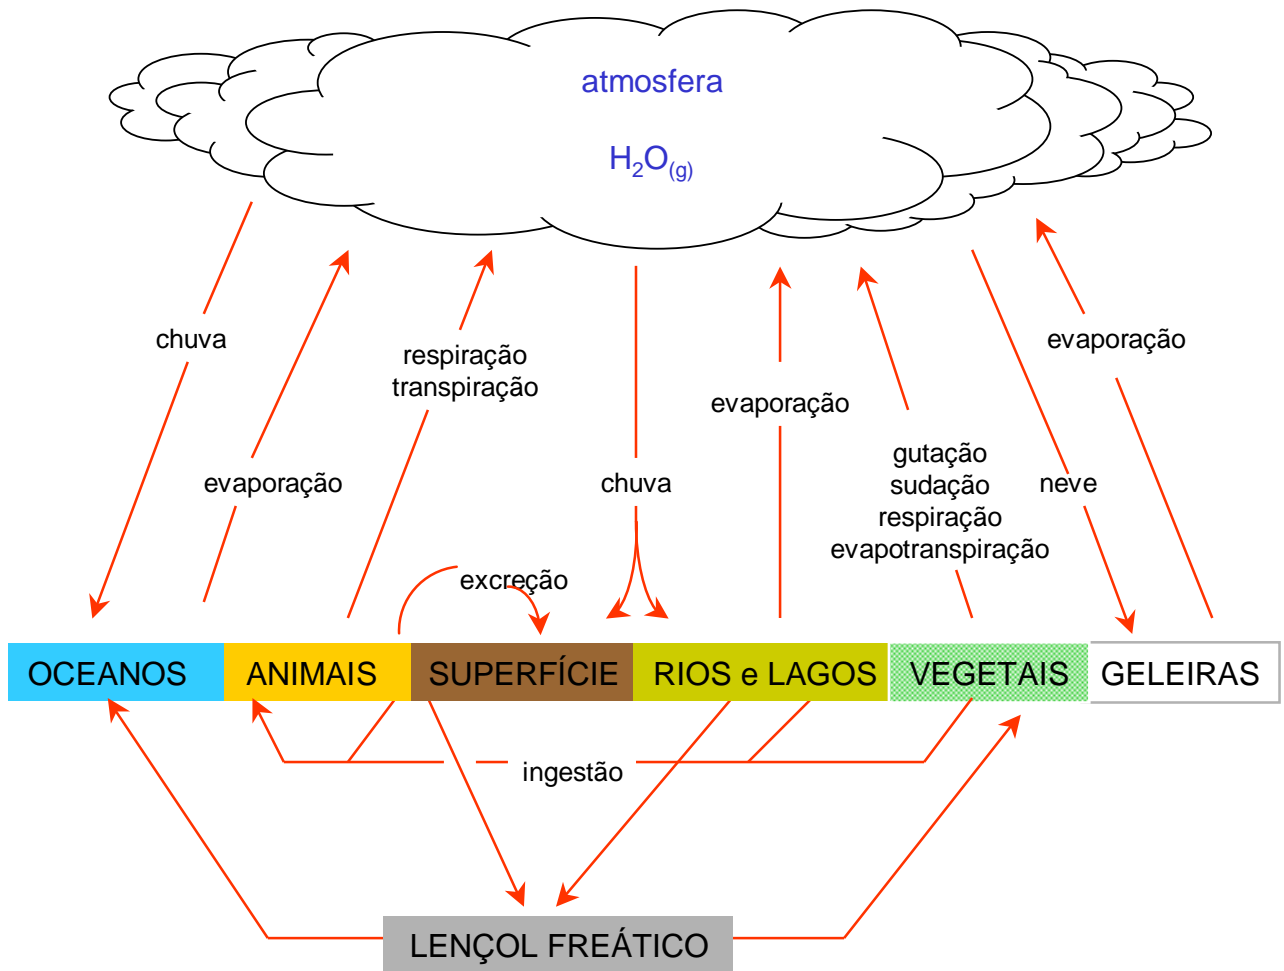 atmosfera
H₂O₍g₎
chuva
respiração
transpiração
evaporação
evaporação
evaporação
chuva
gutação
sudação
respiração
evapotranspiração
neve
evaporação
excreção
OCEANOS
ANIMAIS
SUPERFÍCIE
RIOS e LAGOS
VEGETAIS
GELEIRAS
ingestão
LENÇOL FREÁTICO